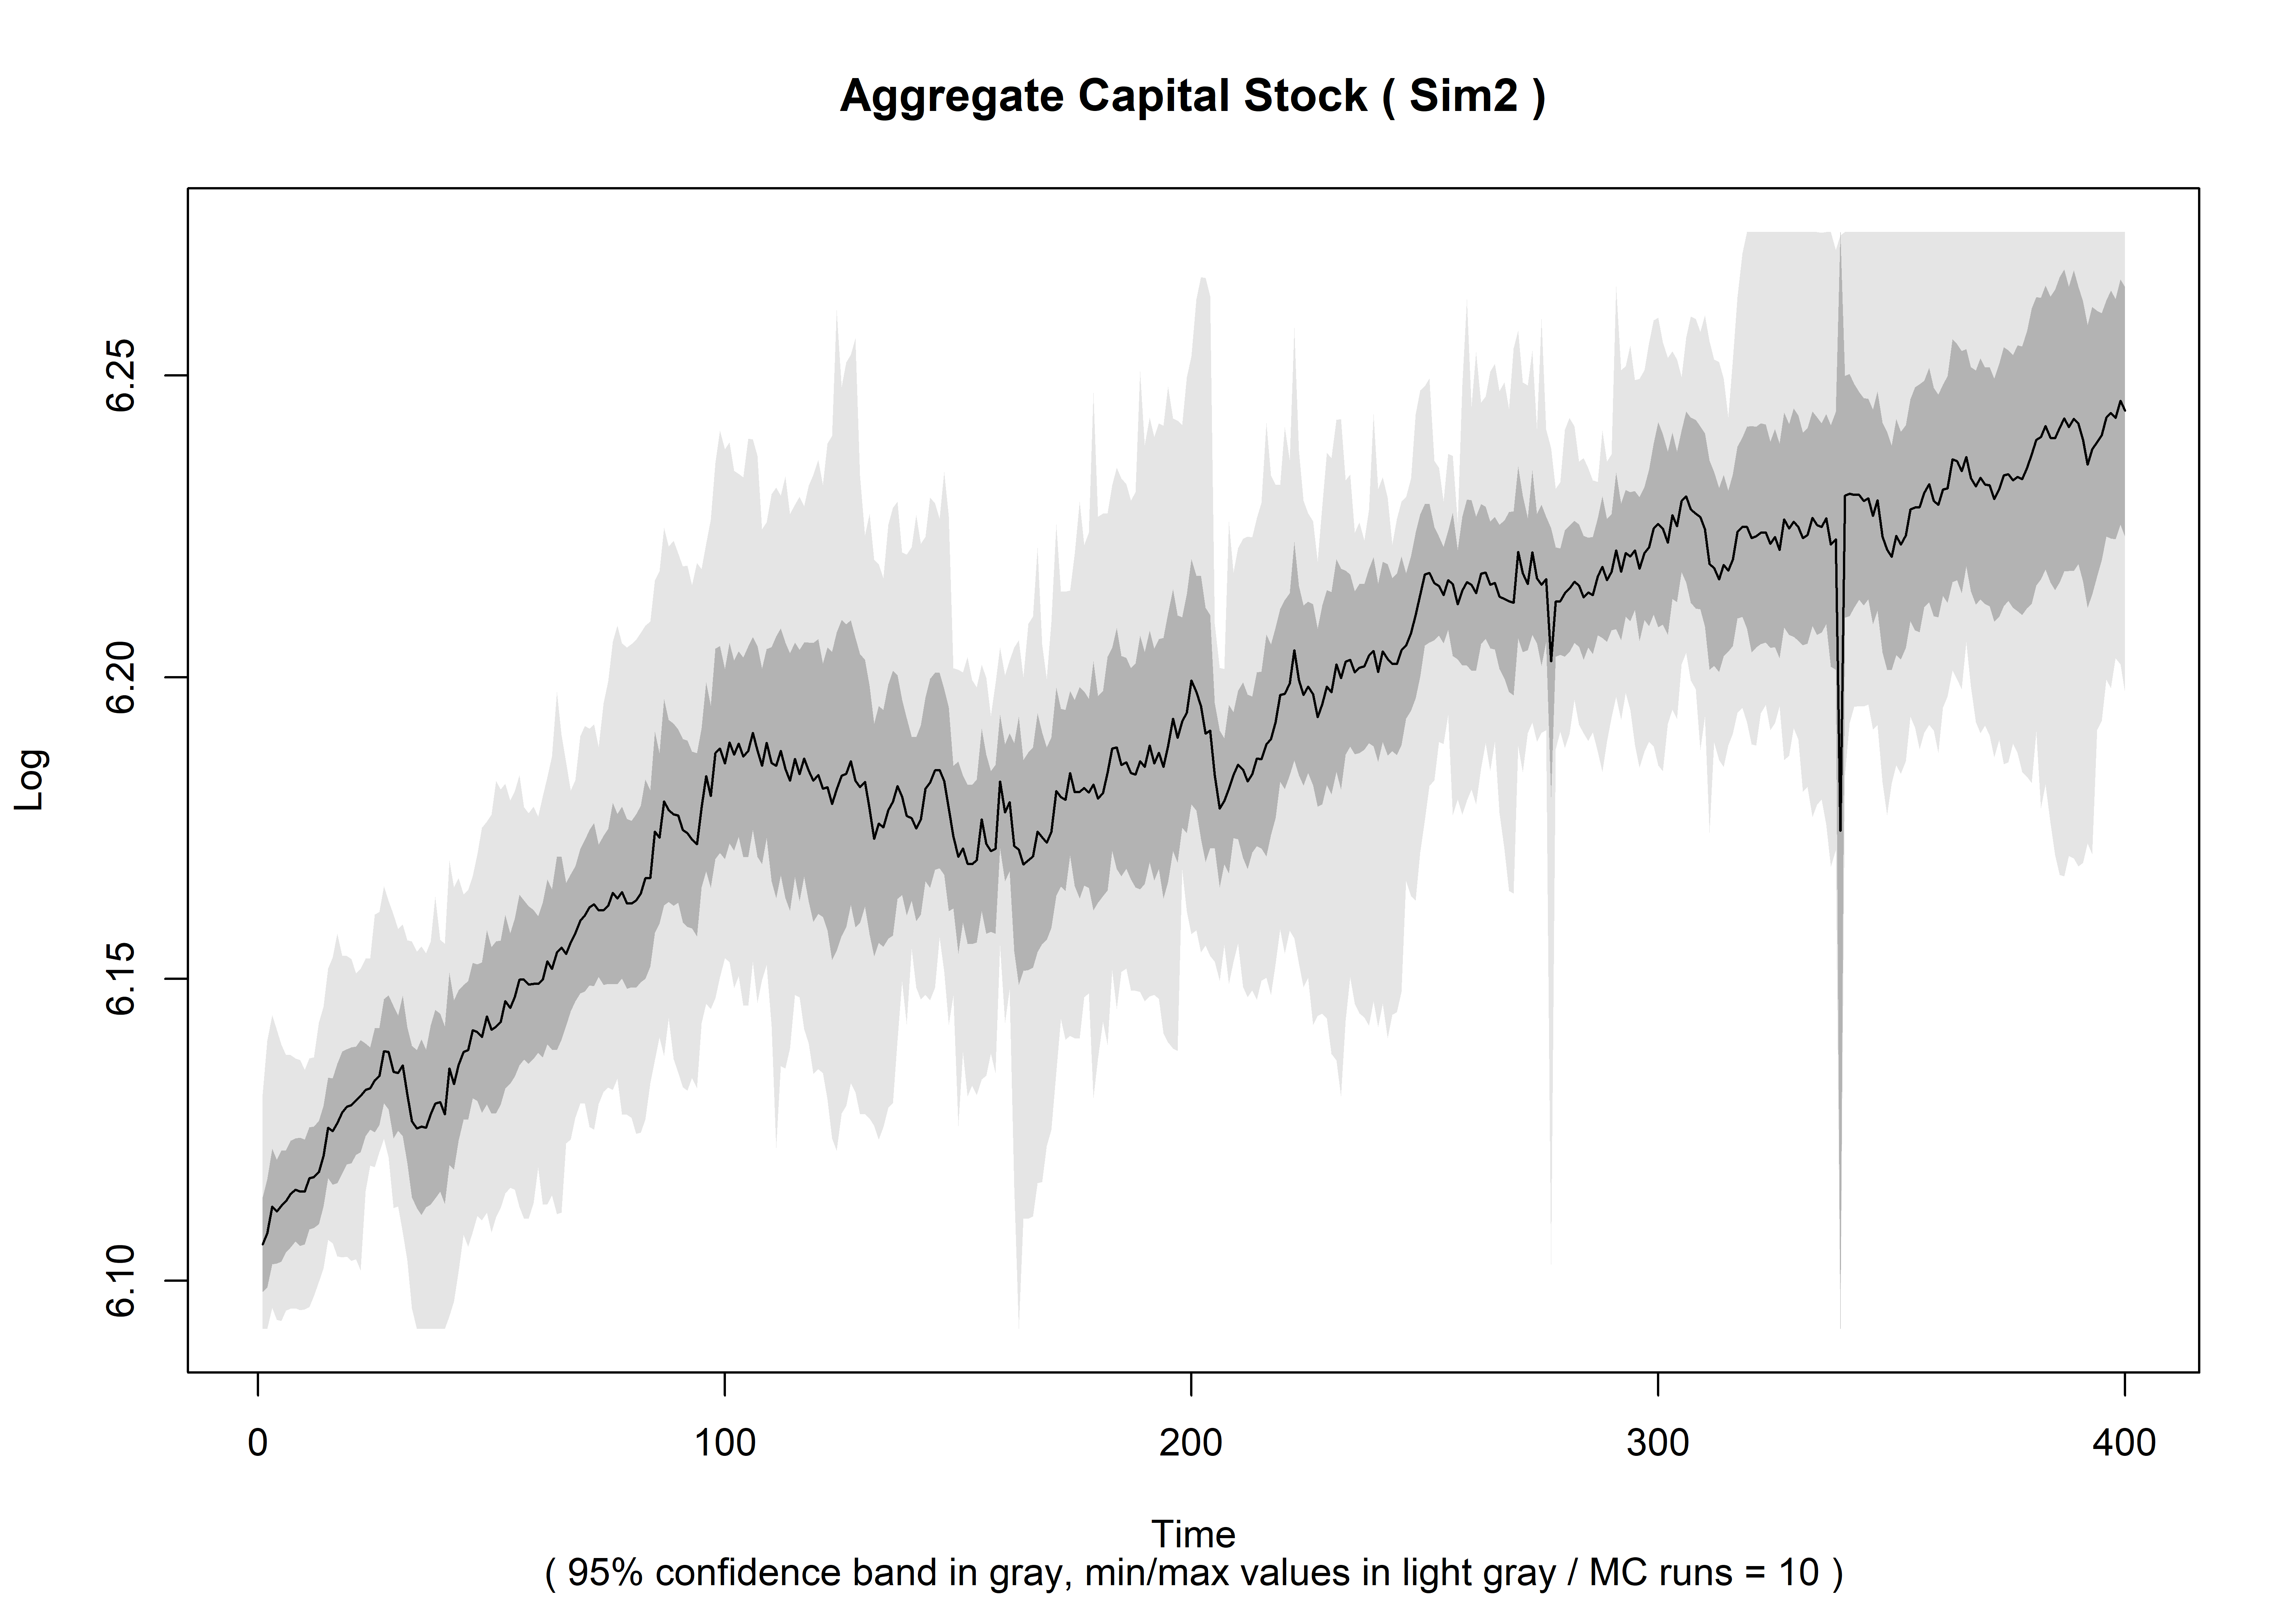 Aggregate Capital Stock ( Sim2 )
Log
6.25
6.20
6.15
6.10
0 100 200 300 400
Time
( 95% confidence band in gray, min/max values in light gray / MC runs = 10 )